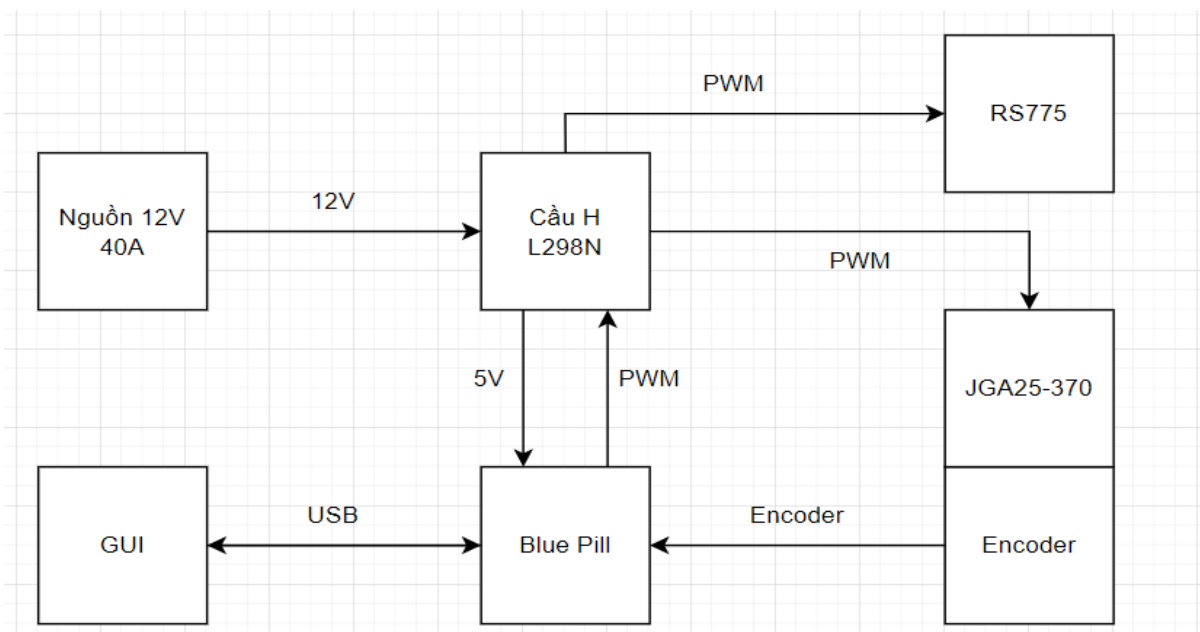 PWM
RS775
Nguồn 12V
40A
12V
Cầu H
L298N
PWM
5V
PWM
JGA25-370
GUI
USB
Blue Pill
Encoder
Encoder